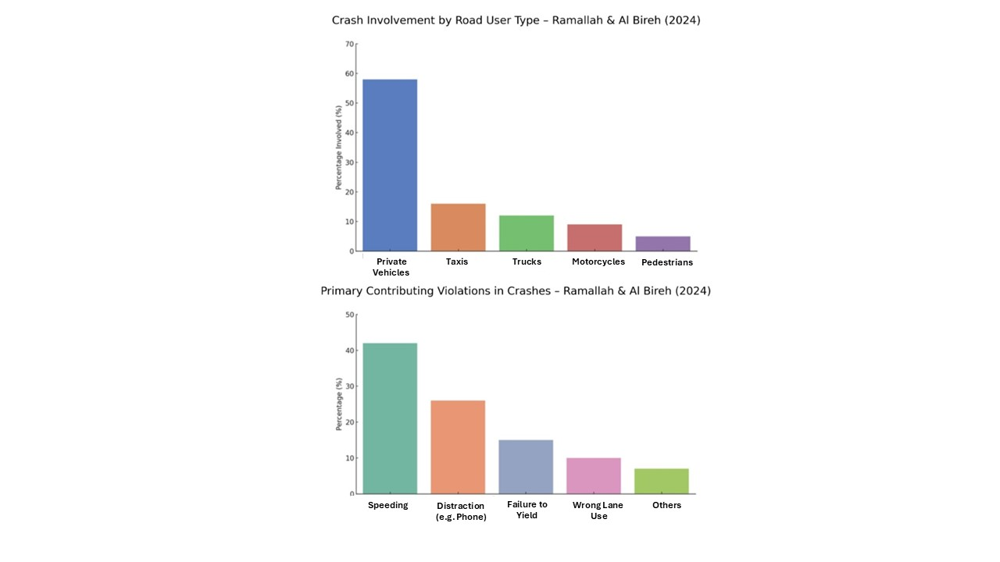 Crash Involvement by Road User Type – Ramallah & Al Bireh (2024)
Percentage Involved (%)
70
60
50
40
30
20
10
0
Private
Vehicles
Taxis
Trucks
Motorcycles
Pedestrians
Primary Contributing Violations in Crashes – Ramallah & Al Bireh (2024)
Percentage (%)
50
40
30
20
10
0
Speeding
Distraction
(e.g. Phone)
Failure to
Yield
Wrong Lane
Use
Others